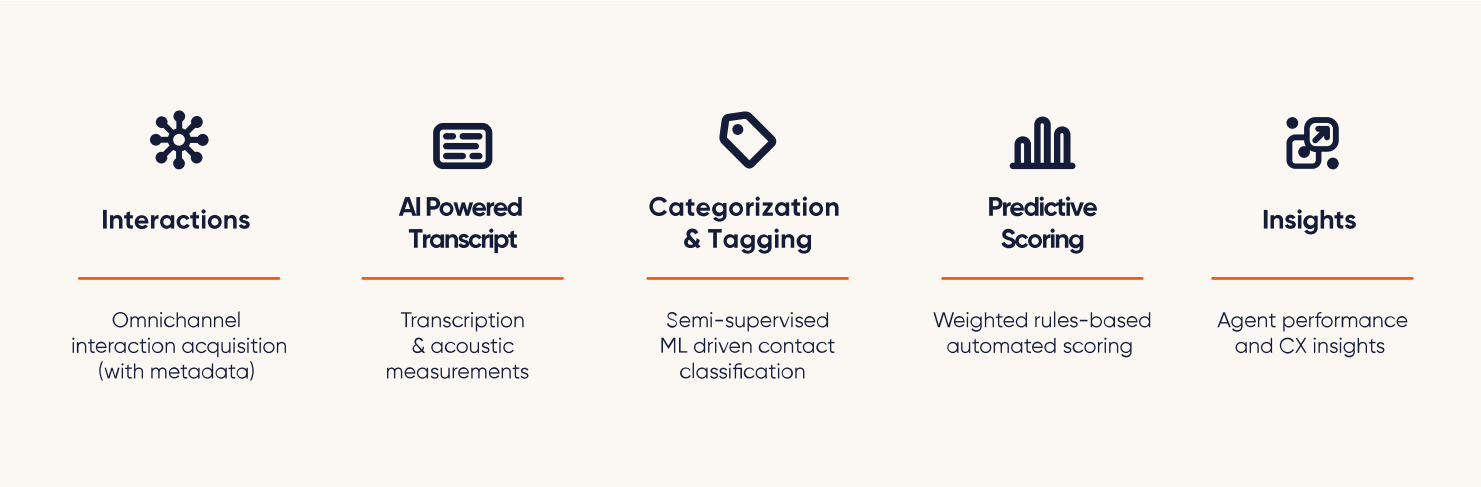 Interactions
Omnichannel
interaction acquisition
(with metadata)
AI Powered
Transcript
Transcription
& acoustic
measurements
Categorization
& Tagging
Semi-supervised
ML driven contact
classification
Predictive
Scoring
Weighted rules-based
automated scoring
Insights
Agent performance
and CX insights